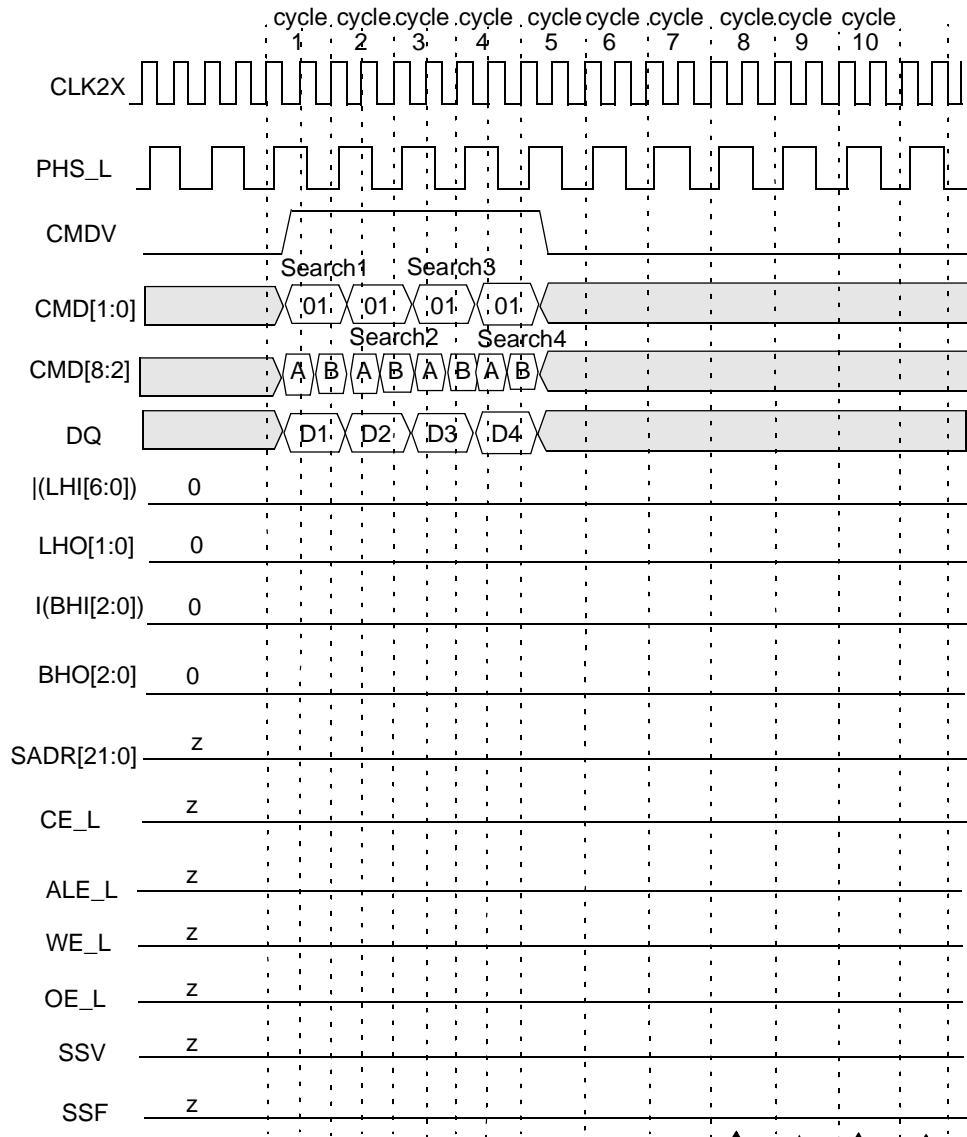 cycle cycle cycle cycle cycle cycle cycle cycle cycle cycle
1 2 3 4 5 6 7 8 9 10
CLK2X
PHS_L
CMDV
Search1 Search3
CMD[1:0] 01 01 01 01
Search2 Search4
CMD[8:2] A B A B A B A B
DQ D1 D2 D3 D4
|(LHI[6:0]) 0
LHO[1:0] 0
I(BHI[2:0]) 0
BHO[2:0] 0
SADR[21:0] z
CE_L z
ALE_L z
WE_L z
OE_L z
SSV z
SSF z